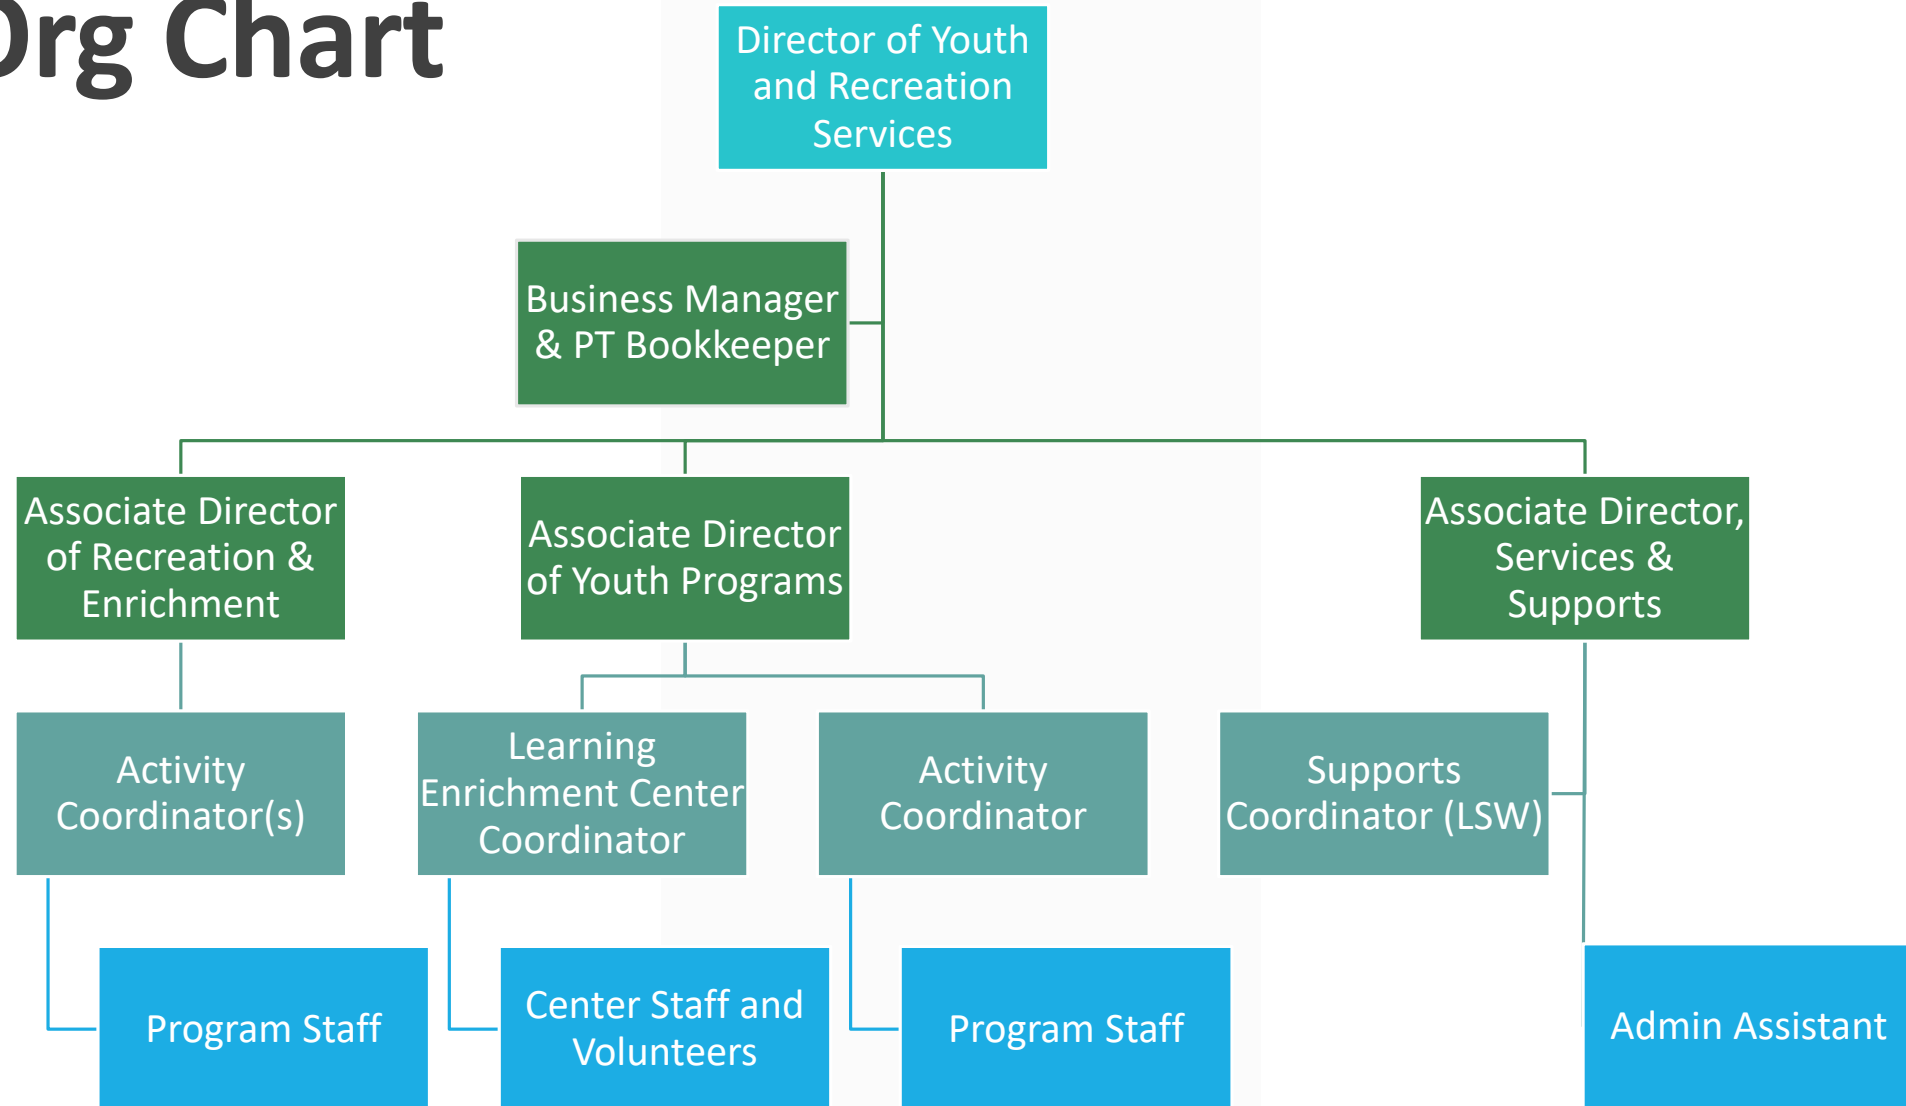 Org Chart
Director of Youth
and Recreation
Services
Business Manager
& PT Bookkeeper
Associate Director
of Recreation &
Enrichment
Associate Director
of Youth Programs
Associate Director,
Services &
Supports
Activity
Coordinator(s)
Learning
Enrichment Center
Coordinator
Activity
Coordinator
Supports
Coordinator (LSW)
Program Staff
Center Staff and
Volunteers
Program Staff
Admin Assistant